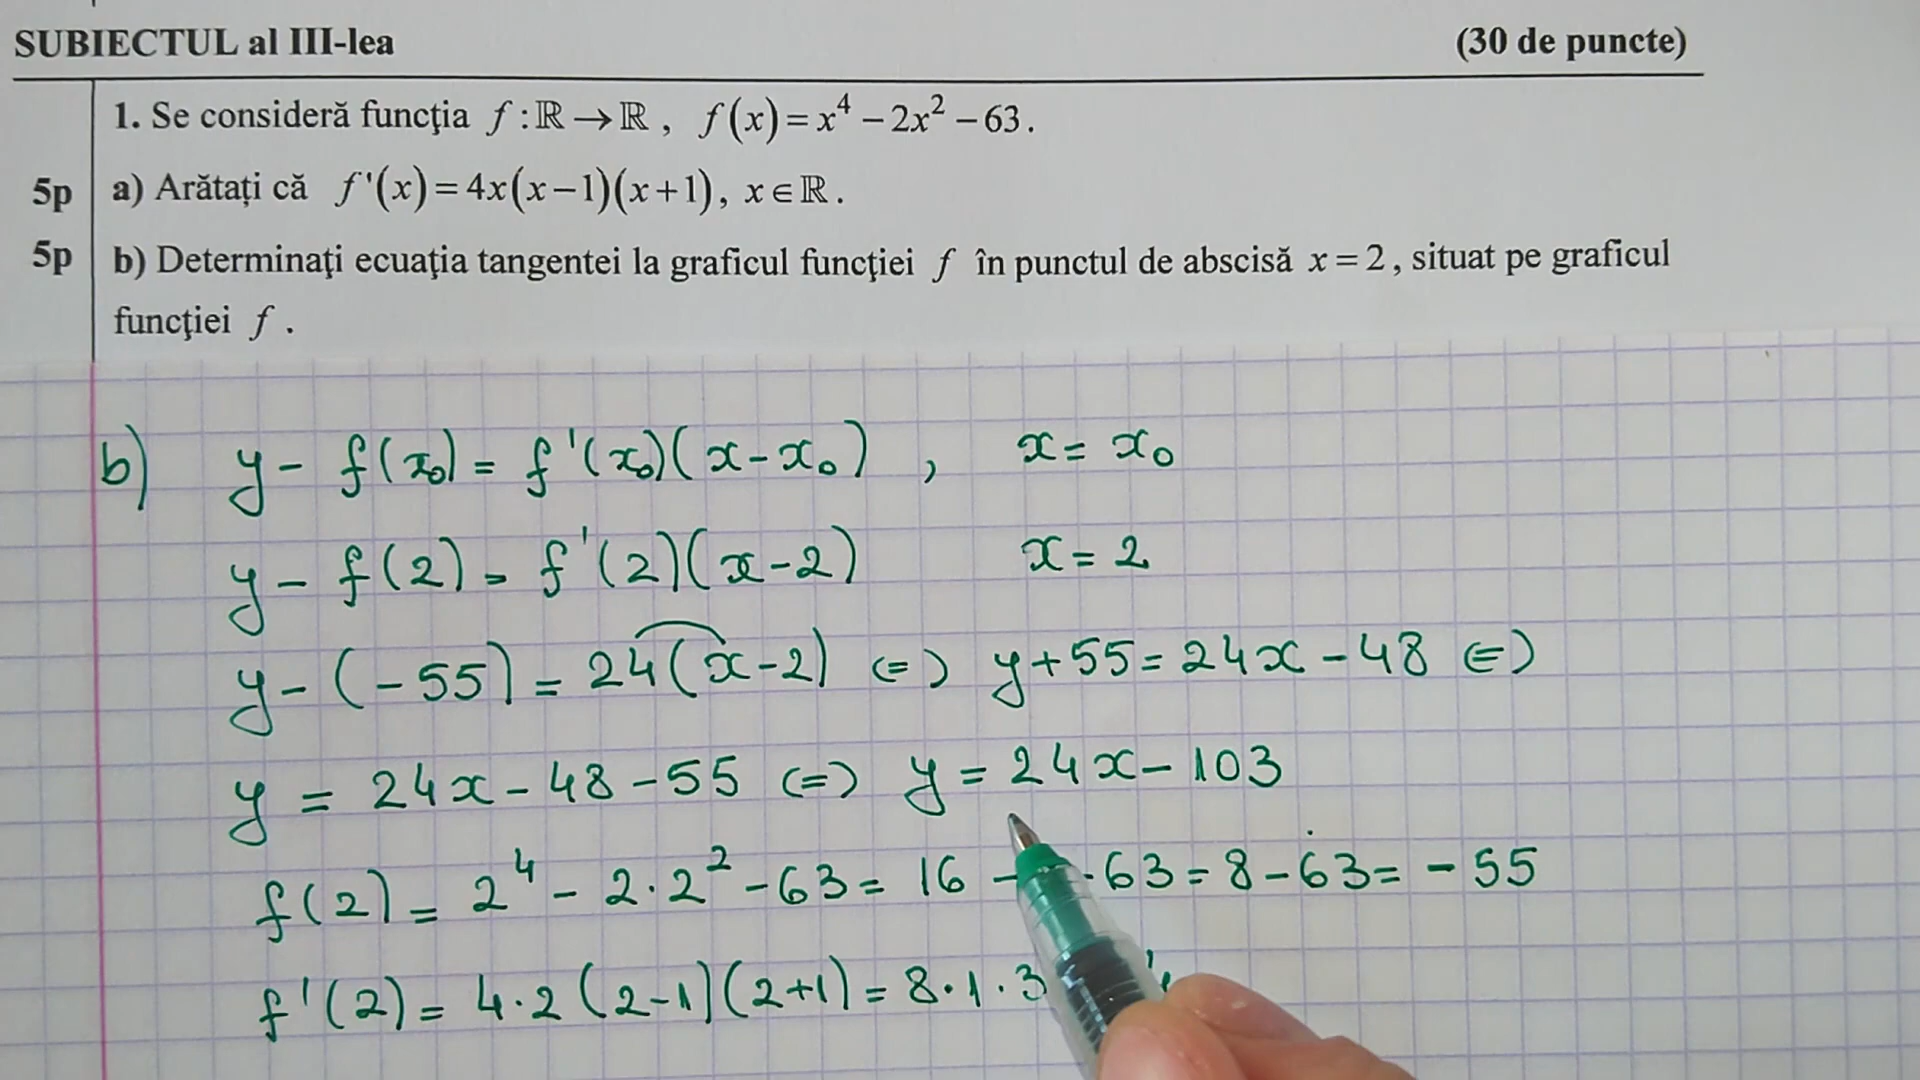 SUBIECTUL al III-lea (30 de puncte)
1. Se consideră funcţia f : ℝ → ℝ , f(x) = x⁴ − 2x² − 63 .
5p a) Arătați că f'(x) = 4x(x−1)(x+1), x ∈ ℝ .
5p b) Determinaţi ecuaţia tangentei la graficul funcţiei f în punctul de abscisă x = 2 , situat pe graficul
funcţiei f .
b) y − f(x₀) = f'(x₀)(x − x₀) , x = x₀
y − f(2) = f'(2)(x − 2) x = 2
y − (−55) = 24(x − 2) (=) y + 55 = 24x − 48 (=)
y = 24x − 48 − 55 (=) y = 24x − 103
f(2) = 2⁴ − 2·2² − 63 = 16 − − 63 = 8 − 63 = − 55
f'(2) = 4·2 (2−1)(2+1) = 8·1·3